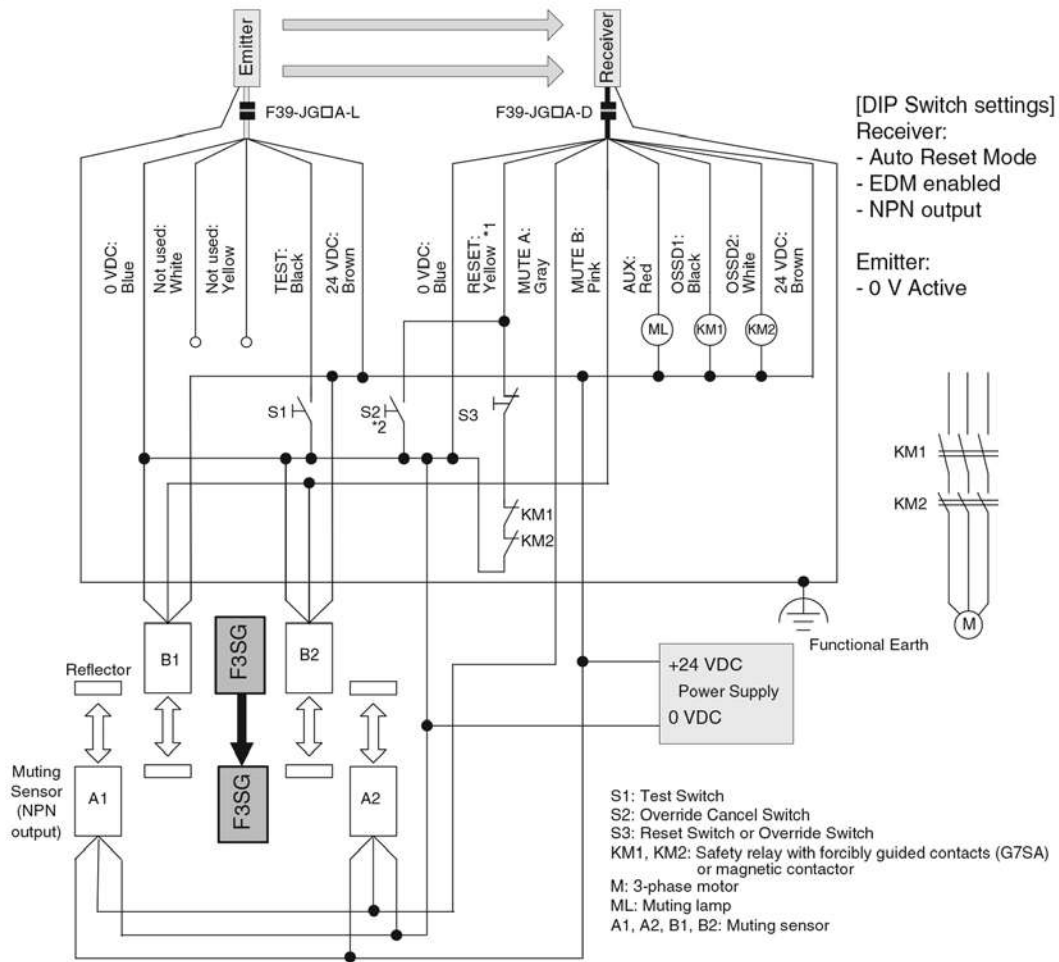 Emitter
Receiver
F39-JG□A-L
F39-JG□A-D
[DIP Switch settings]
Receiver:
- Auto Reset Mode
- EDM enabled
- NPN output
Emitter:
- 0 V Active
0 VDC:
Blue
Not used:
White
Not used:
Yellow
TEST:
Black
24 VDC:
Brown
0 VDC:
Blue
RESET:
Yellow *1
MUTE A:
Gray
MUTE B:
Pink
AUX:
Red
OSSD1:
Black
OSSD2:
White
24 VDC:
Brown
ML
KM1
KM2
S1
S2
*2
S3
KM1
KM2
KM1
KM2
M
Functional Earth
B1
F3SG
B2
Reflector
+24 VDC
Power Supply
0 VDC
Muting
Sensor
(NPN
output)
A1
F3SG
A2
S1: Test Switch
S2: Override Cancel Switch
S3: Reset Switch or Override Switch
KM1, KM2: Safety relay with forcibly guided contacts (G7SA)
or magnetic contactor
M: 3-phase motor
ML: Muting lamp
A1, A2, B1, B2: Muting sensor